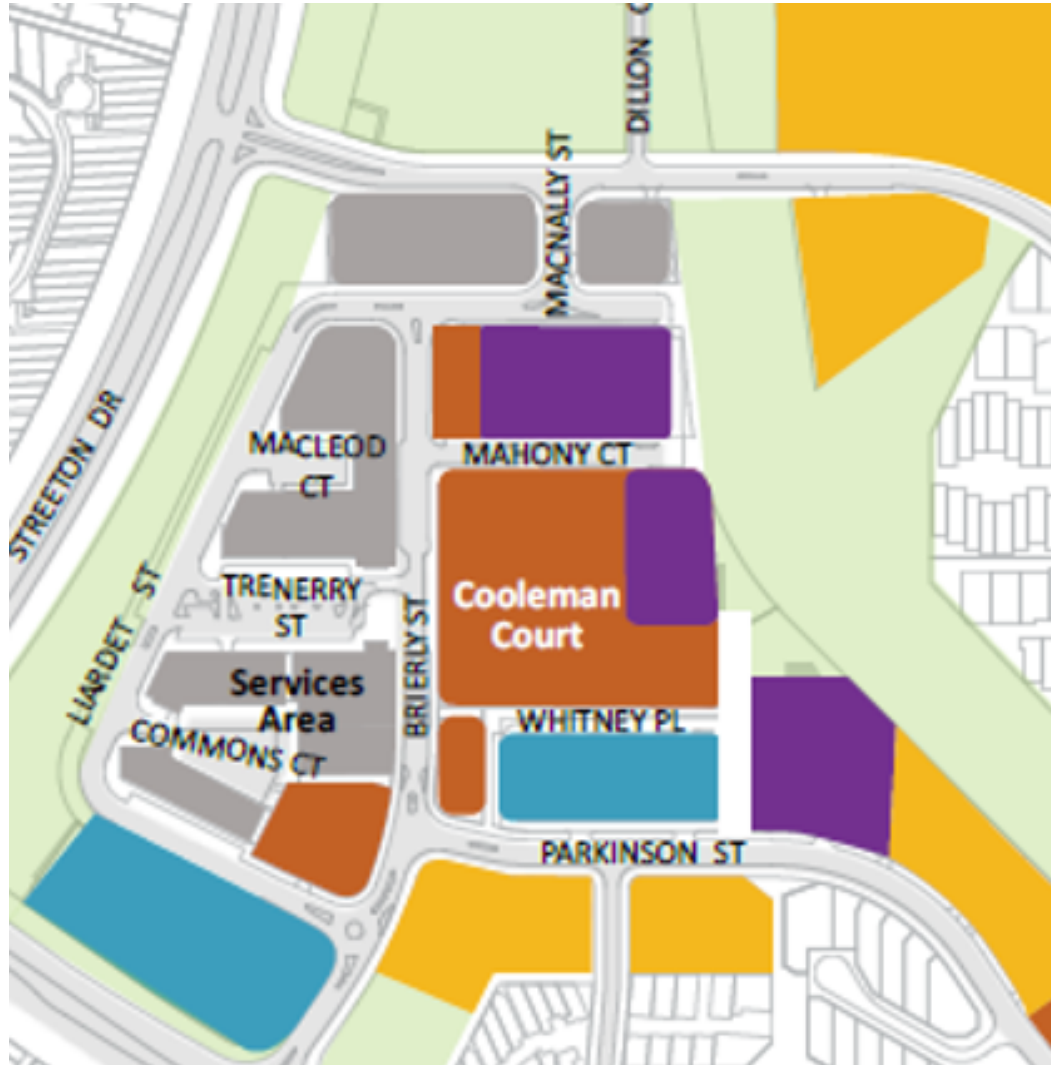 DILLON C
MACNALLY ST
MACLEOD
CT
MAHONY CT
STREETON DR
TRENERRY
ST
Cooleman
Court
LIARDET ST
BRIERLY ST
Services
Area
WHITNEY PL
COMMONS CT
PARKINSON ST